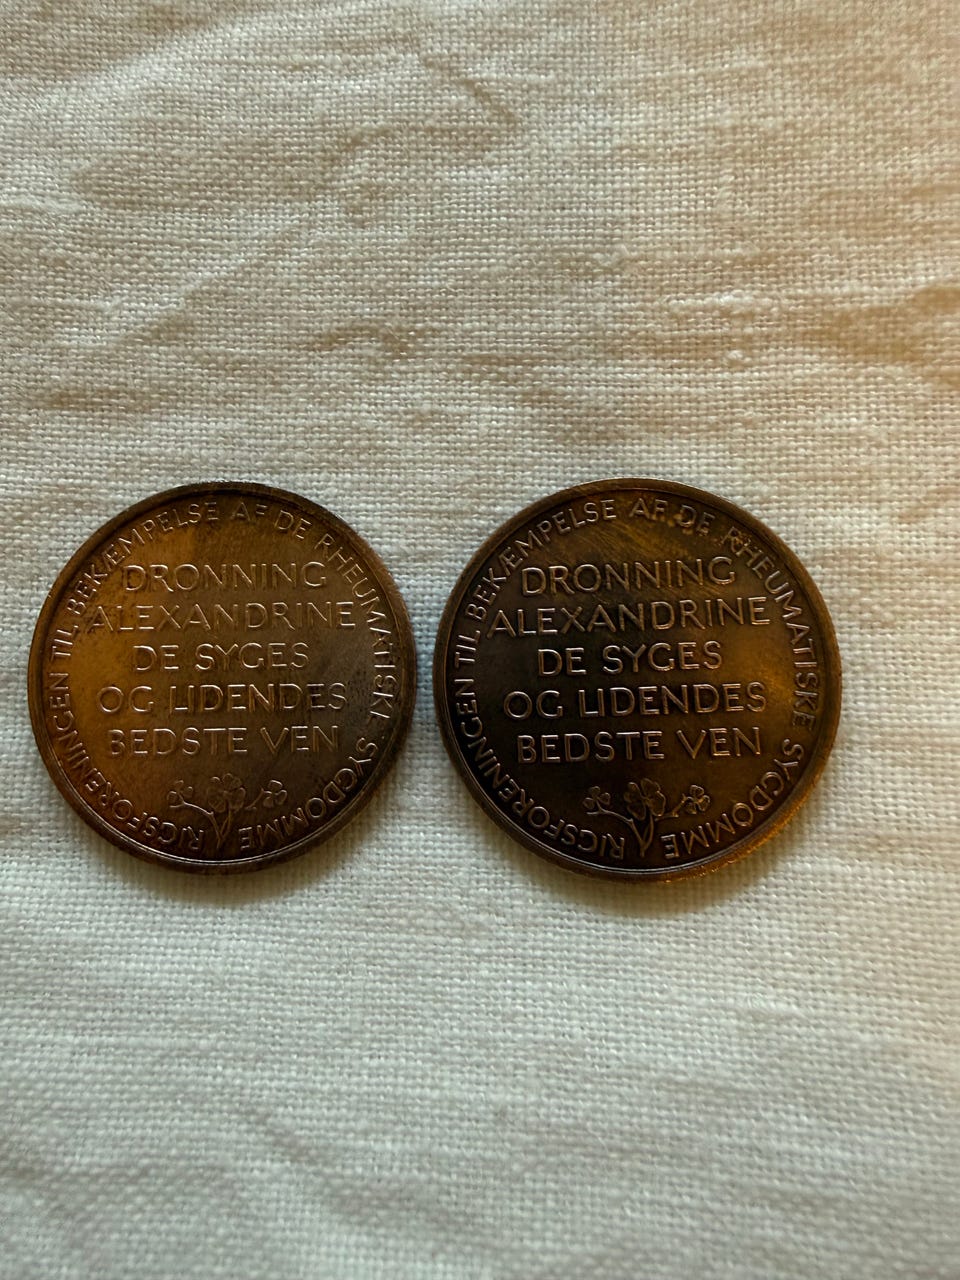 RIGSFORENINGEN TIL BEKÆMPELSE AF DE RHEUMATISKE SYGDOMME
DRONNING
ALEXANDRINE
DE SYGES
OG LIDENDES
BEDSTE VEN
RIGSFORENINGEN TIL BEKÆMPELSE AF DE RHEUMATISKE SYGDOMME
DRONNING
ALEXANDRINE
DE SYGES
OG LIDENDES
BEDSTE VEN